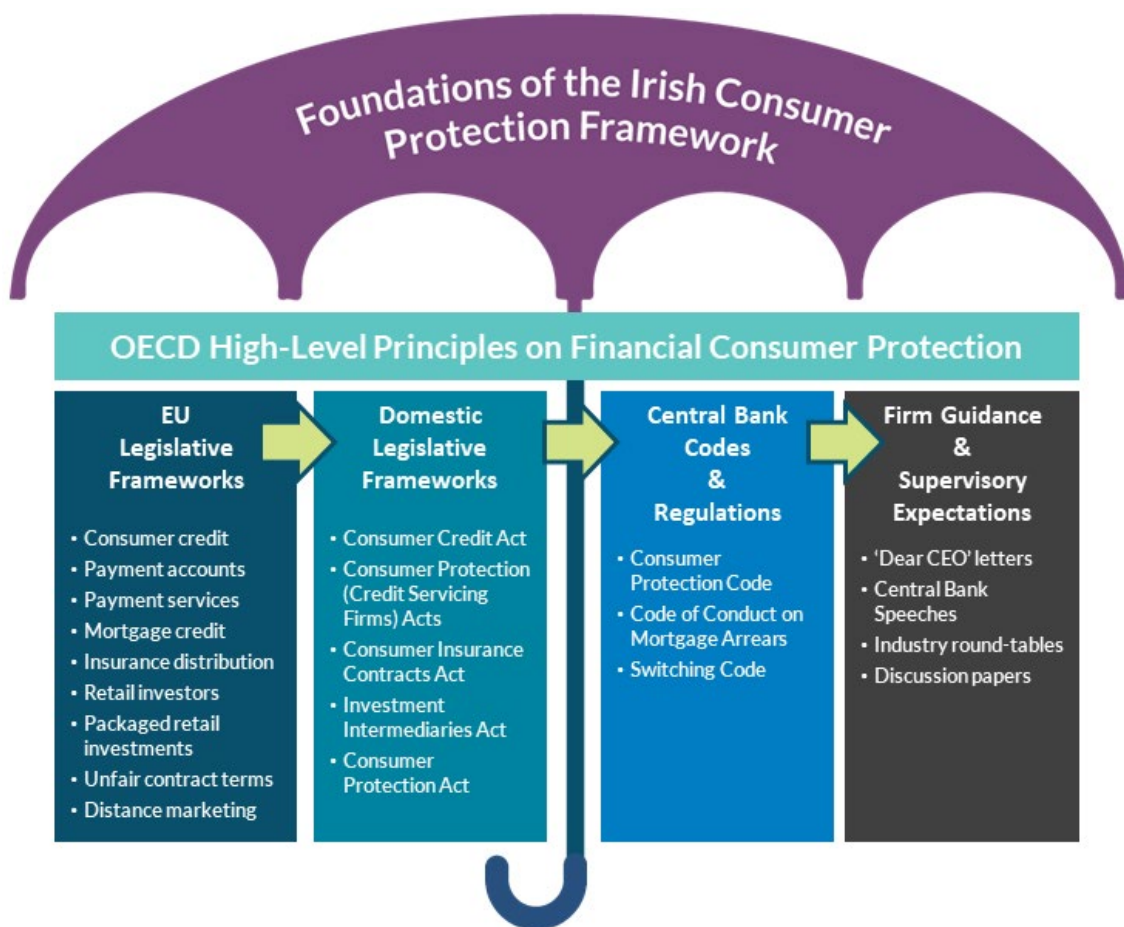 Foundations of the Irish Consumer
Protection Framework
OECD High-Level Principles on Financial Consumer Protection
EU
Legislative
Frameworks
• Consumer credit
• Payment accounts
• Payment services
• Mortgage credit
• Insurance distribution
• Retail investors
• Packaged retail
investments
• Unfair contract terms
• Distance marketing
Domestic
Legislative
Frameworks
• Consumer Credit Act
• Consumer Protection
(Credit Servicing
Firms) Acts
• Consumer Insurance
Contracts Act
• Investment
Intermediaries Act
• Consumer
Protection Act
Central Bank
Codes
&
Regulations
• Consumer
Protection Code
• Code of Conduct on
Mortgage Arrears
• Switching Code
Firm Guidance
&
Supervisory
Expectations
• ‘Dear CEO’ letters
• Central Bank
Speeches
• Industry round-tables
• Discussion papers